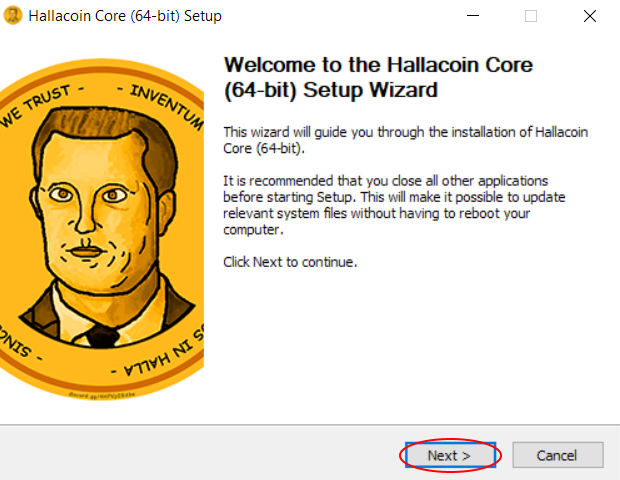 Hallacoin Core (64-bit) Setup
WE TRUST -
- INVENTUM
SS IN HALLA -
- SINC
Welcome to the Hallacoin Core
(64-bit) Setup Wizard
This wizard will guide you through the installation of Hallacoin
Core (64-bit).
It is recommended that you close all other applications
before starting Setup. This will make it possible to update
relevant system files without having to reboot your
computer.
Click Next to continue.
Next >
Cancel